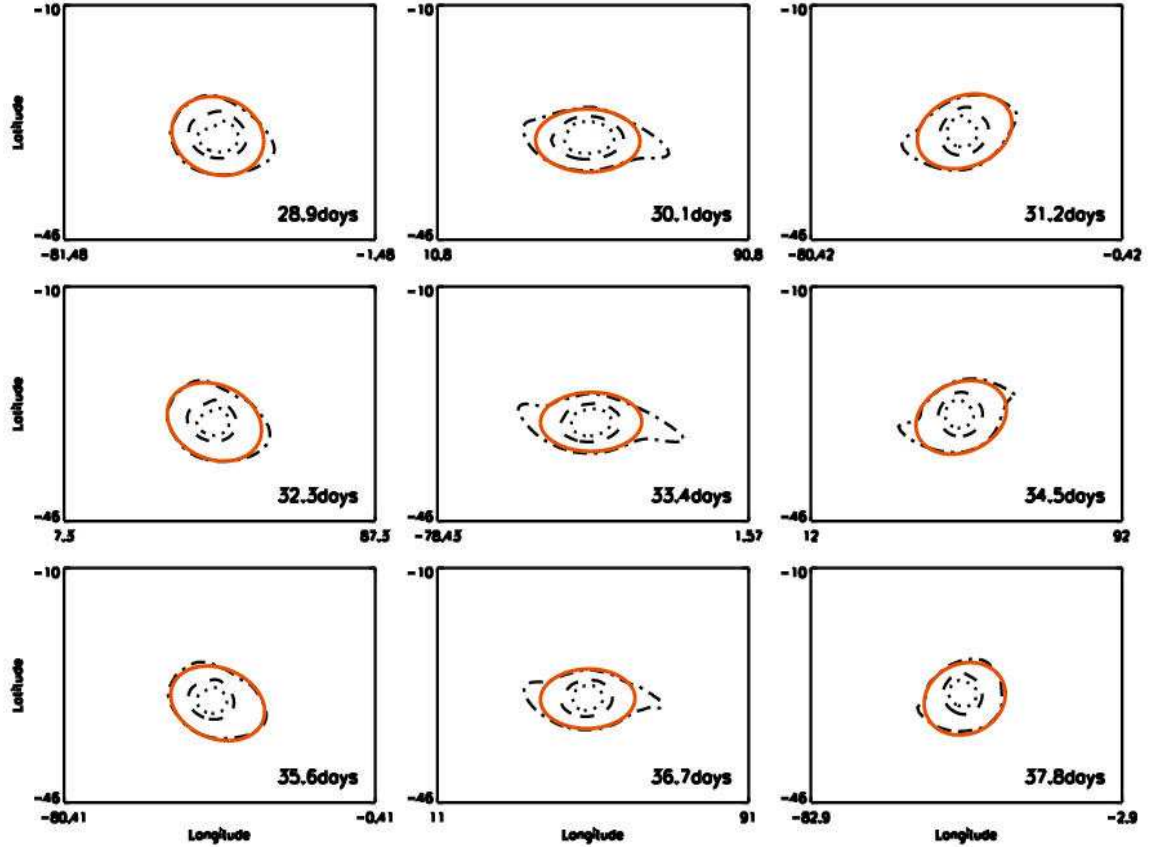 -10
-10
-10
Latitude
28.9days
30.1days
31.2days
-46
-46
-46
-81.48
-1.48
10.8
90.8
-80.42
-0.42
-10
-10
-10
Latitude
32.3days
33.4days
34.5days
-46
-46
-46
7.3
87.3
-78.43
1.57
12
92
-10
-10
-10
Latitude
35.6days
36.7days
37.8days
-46
-46
-46
-80.41
-0.41
11
91
-82.9
-2.9
Longitude
Longitude
Longitude